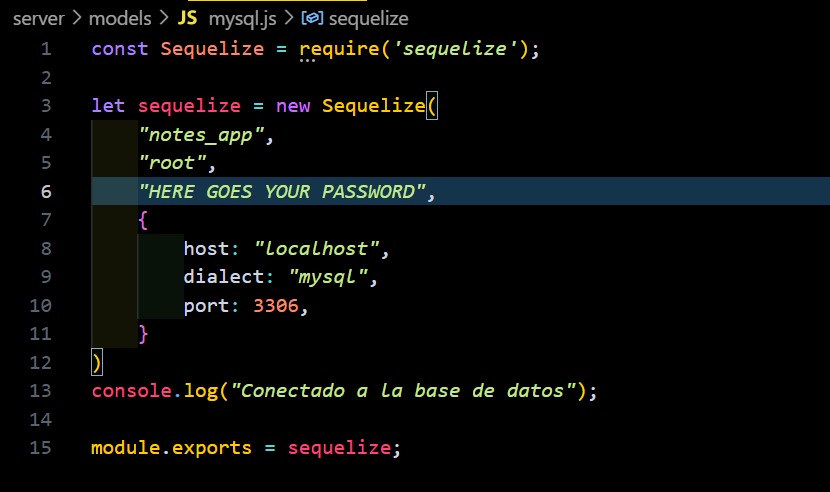 server > models > JS mysql.js > sequelize
1 const Sequelize = require('sequelize');
2
3 let sequelize = new Sequelize(
4 "notes_app",
5 "root",
6 "HERE GOES YOUR PASSWORD",
7 {
8 host: "localhost",
9 dialect: "mysql",
10 port: 3306,
11 }
12 )
13 console.log("Conectado a la base de datos");
14
15 module.exports = sequelize;